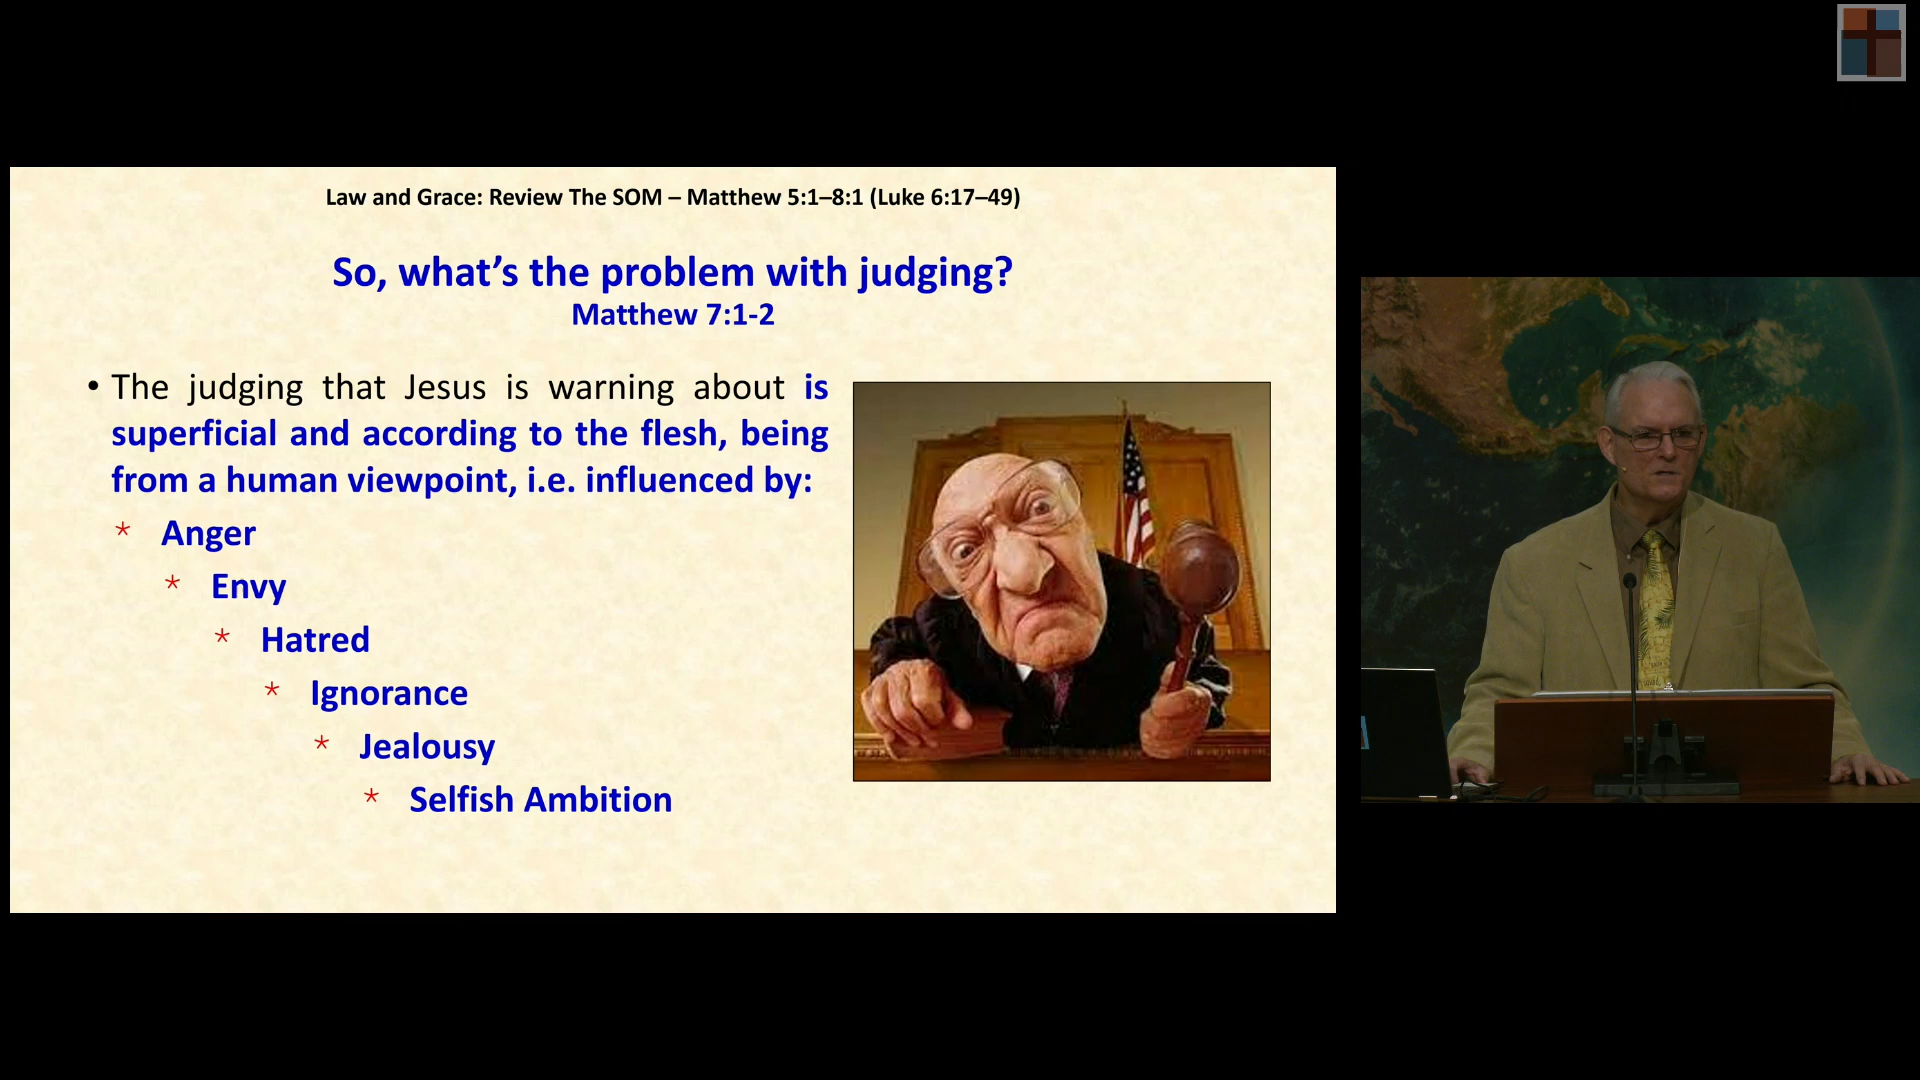 Law and Grace: Review The SOM – Matthew 5:1–8:1 (Luke 6:17–49)
So, what’s the problem with judging?
Matthew 7:1-2
• The judging that Jesus is warning about is
superficial and according to the flesh, being
from a human viewpoint, i.e. influenced by:
* Anger
* Envy
* Hatred
* Ignorance
* Jealousy
* Selfish Ambition